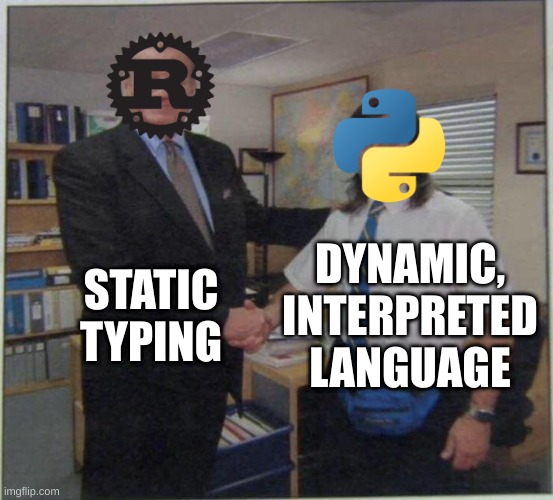 R
STATIC
TYPING
DYNAMIC,
INTERPRETED
LANGUAGE
imgflip.com